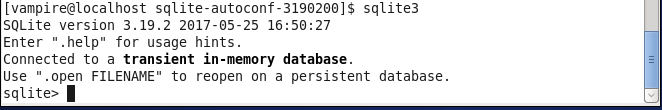 [vampire@localhost sqlite-autoconf-3190200]$ sqlite3
SQLite version 3.19.2 2017-05-25 16:50:27
Enter ".help" for usage hints.
Connected to a transient in-memory database.
Use ".open FILENAME" to reopen on a persistent database.
sqlite>